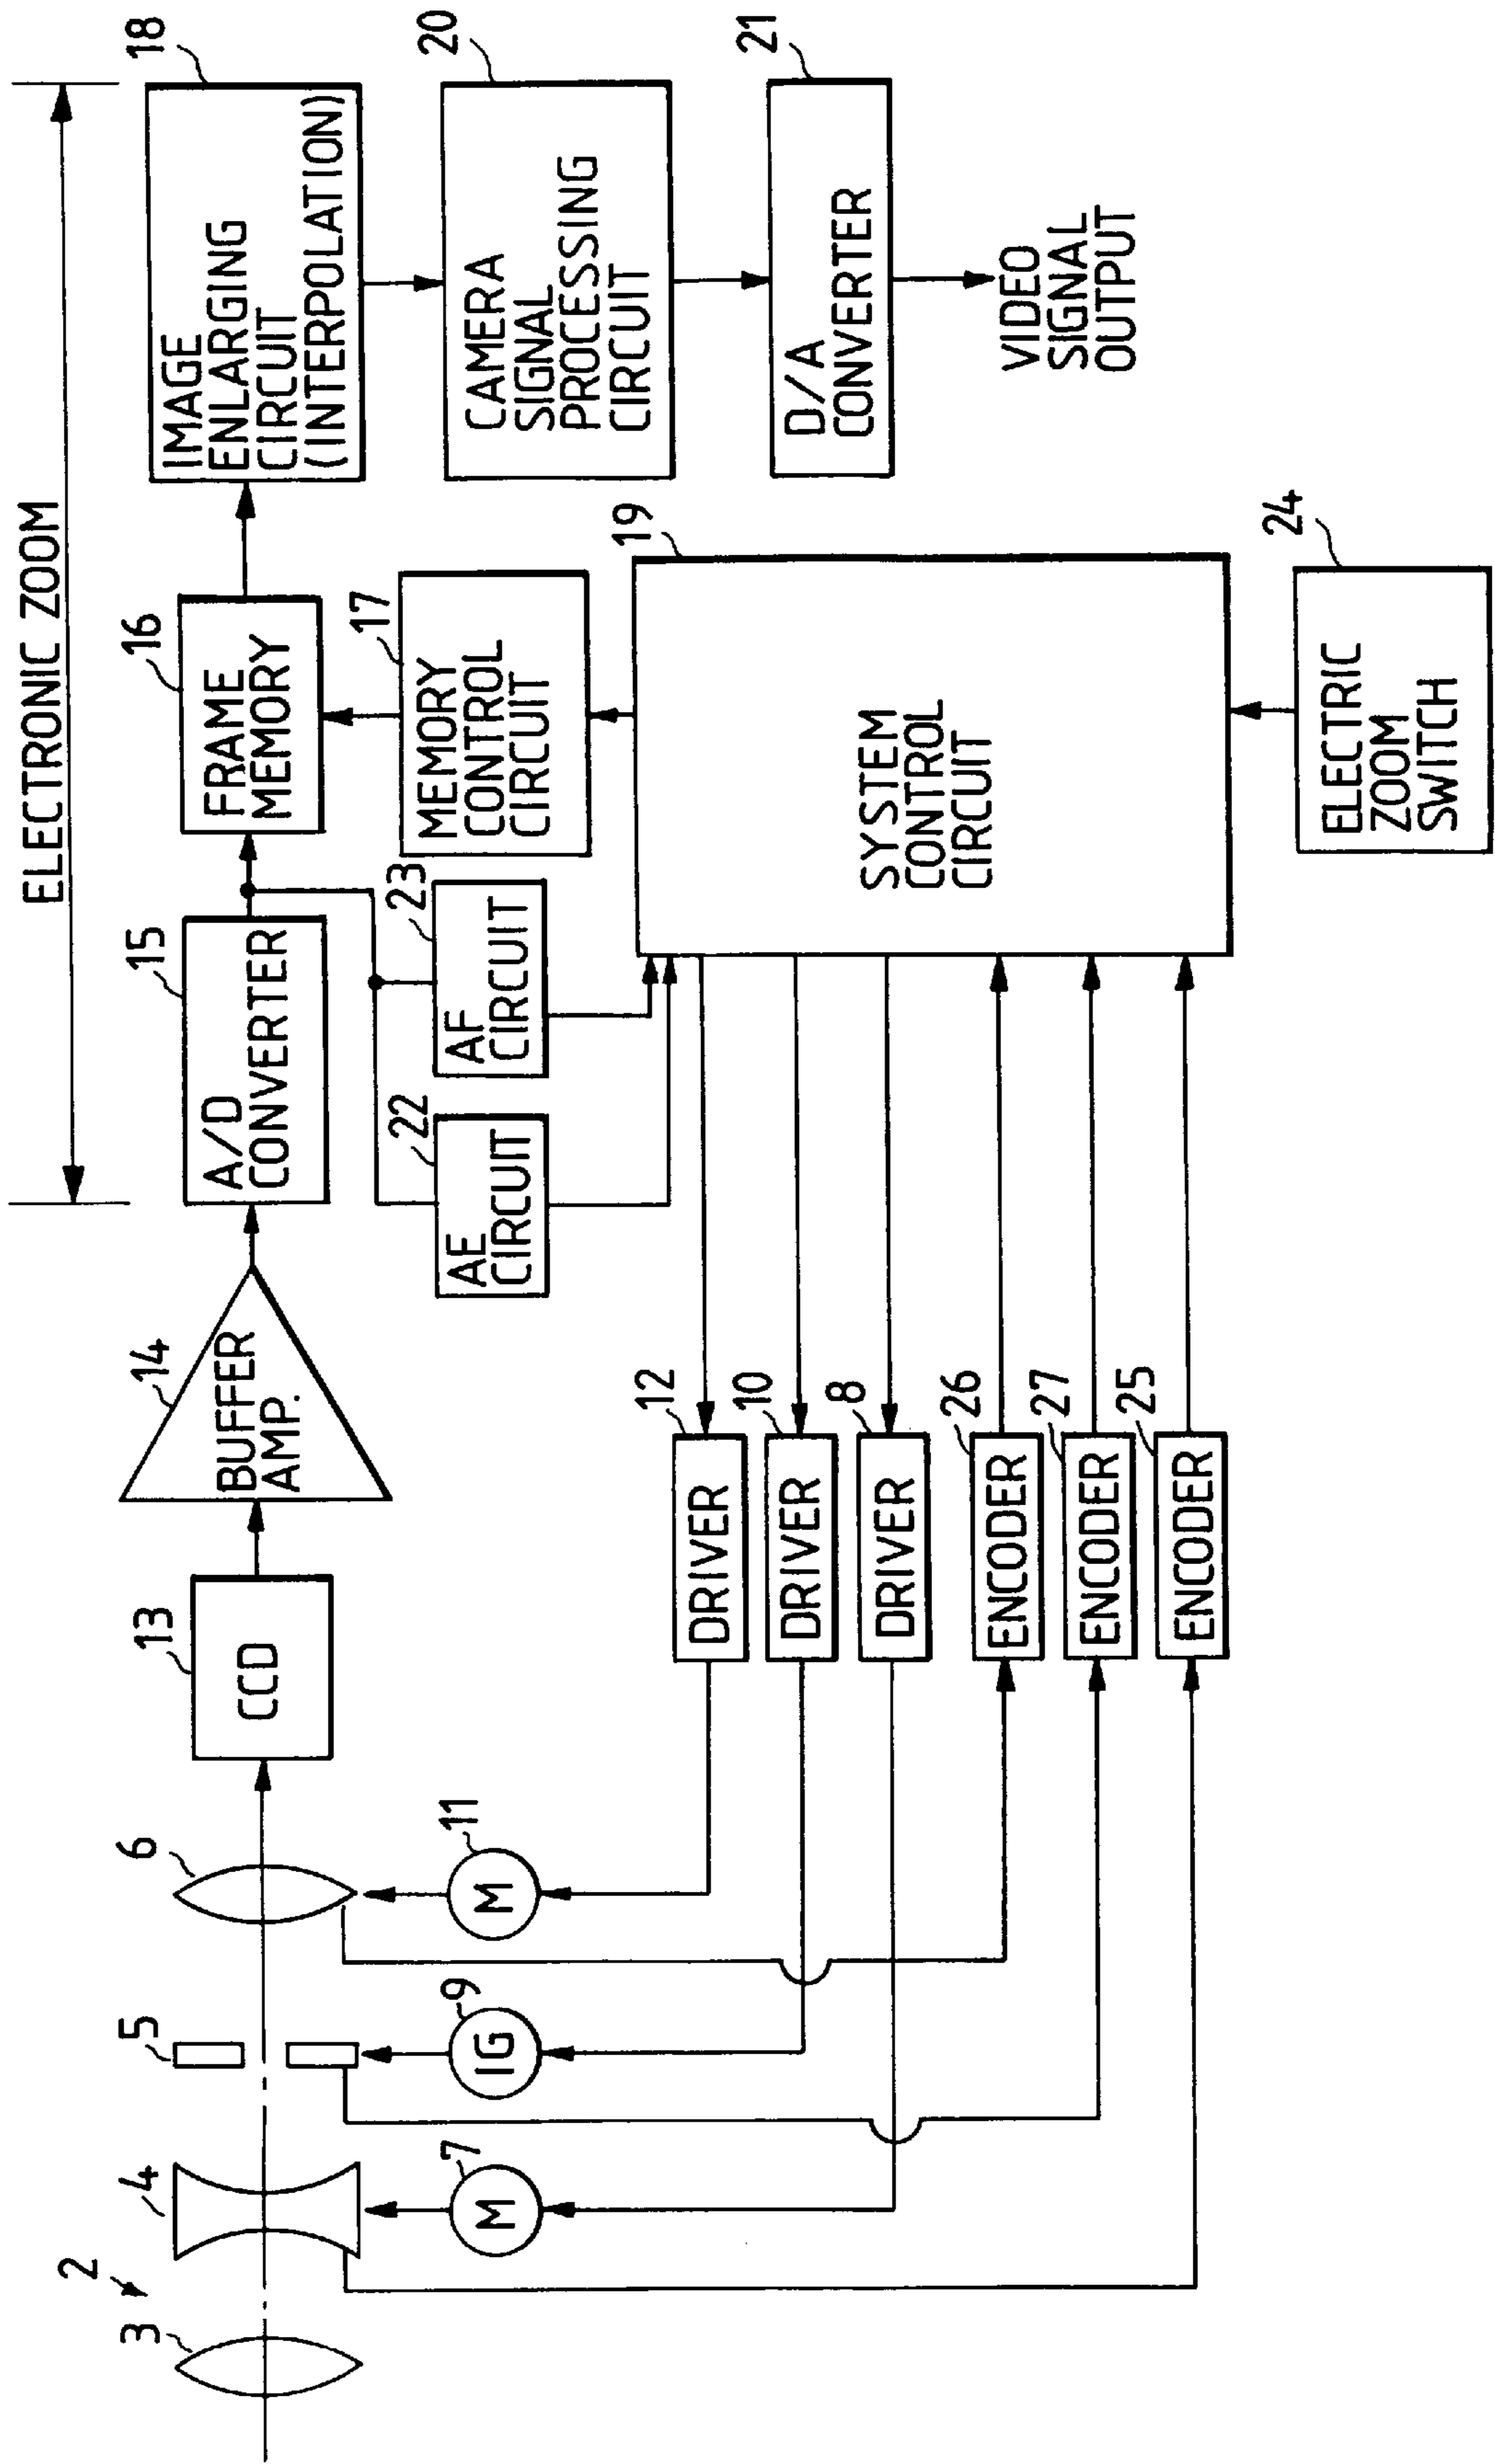 ELECTRONIC ZOOM
2
3
4
5
6
13
CCD
14
BUFFER
AMP.
15
A/D
CONVERTER
16
FRAME
MEMORY
18
IMAGE
ENLARGING
CIRCUIT
(INTERPOLATION)
7
M
9
IG
11
M
22
AE
CIRCUIT
23
AF
CIRCUIT
17
MEMORY
CONTROL
CIRCUIT
20
CAMERA
SIGNAL
PROCESSING
CIRCUIT
12
DRIVER
10
DRIVER
8
DRIVER
26
ENCODER
27
ENCODER
25
ENCODER
19
SYSTEM
CONTROL
CIRCUIT
21
D/A
CONVERTER
VIDEO
SIGNAL
OUTPUT
24
ELECTRIC
ZOOM
SWITCH